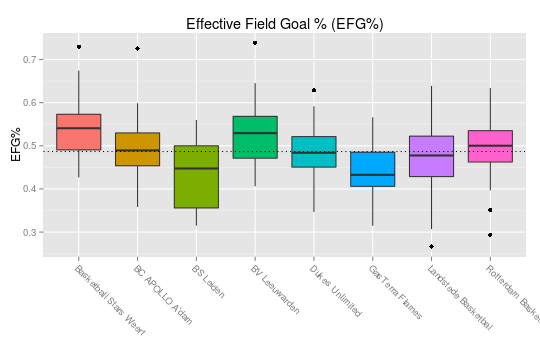 Effective Field Goal % (EFG%)
EFG%
0.7
0.6
0.5
0.4
0.3
Basketball Stars Weert
BC APOLLO A'dam
BS Leiden
BV Leeuwarden
Dukes Unlimited
GasTerra Flames
Landstede Basketbal
Rotterdam Baske